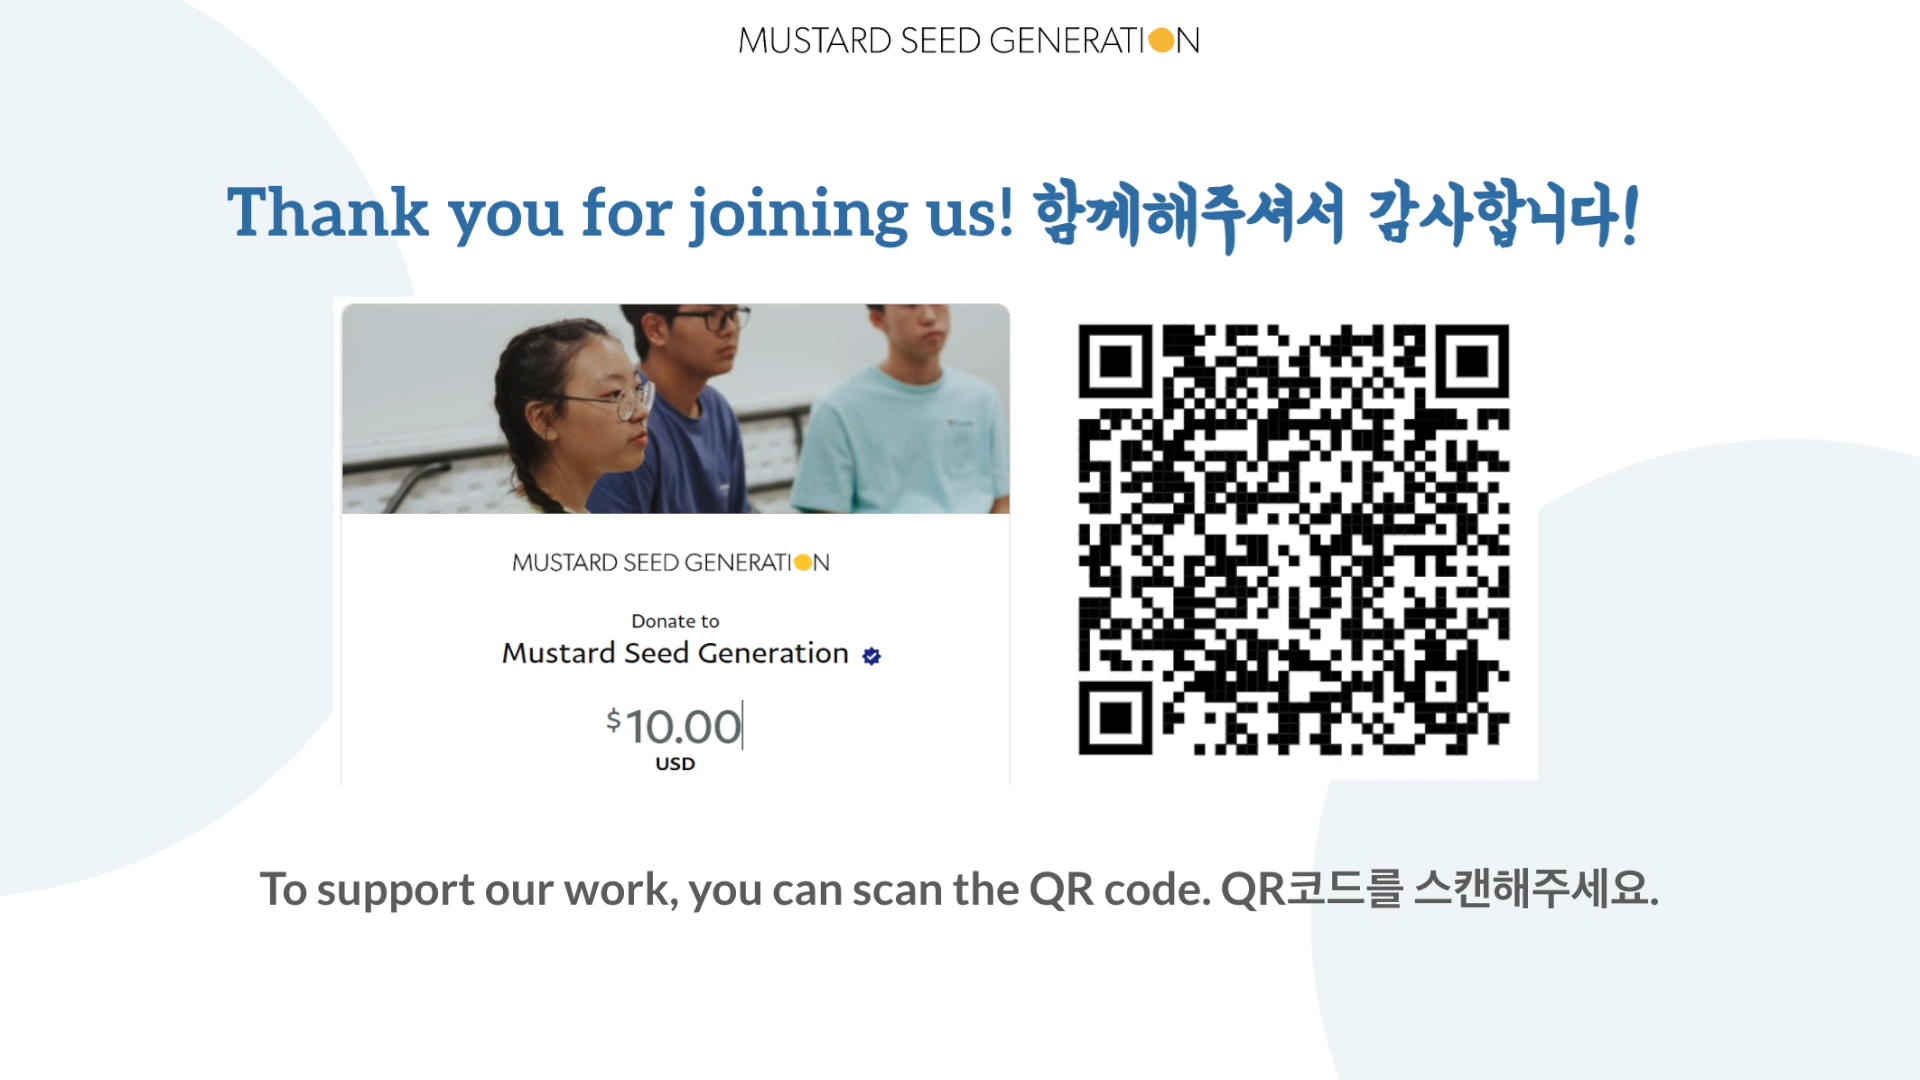 MUSTARD SEED GENERATION
Thank you for joining us! 함께해주셔서 감사합니다!
MUSTARD SEED GENERATION
Donate to
Mustard Seed Generation
$10.00
USD
To support our work, you can scan the QR code. QR코드를 스캔해주세요.